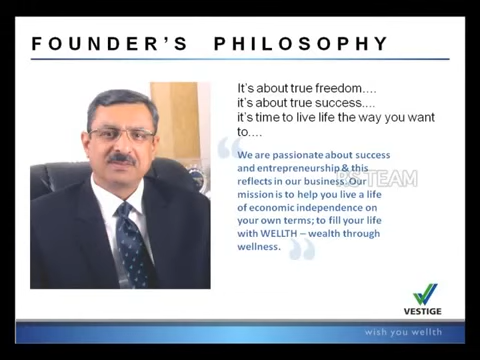 FOUNDER'S PHILOSOPHY
It's about true freedom....
it's about true success....
it's time to live life the way you want
to....
“
We are passionate about success
and entrepreneurship & this
reflects in our business. Our
mission is to help you live a life
of economic independence on
your own terms; to fill your life
with WELLTH – wealth through
wellness.
”
TEAM
VESTIGE
wish you wellth